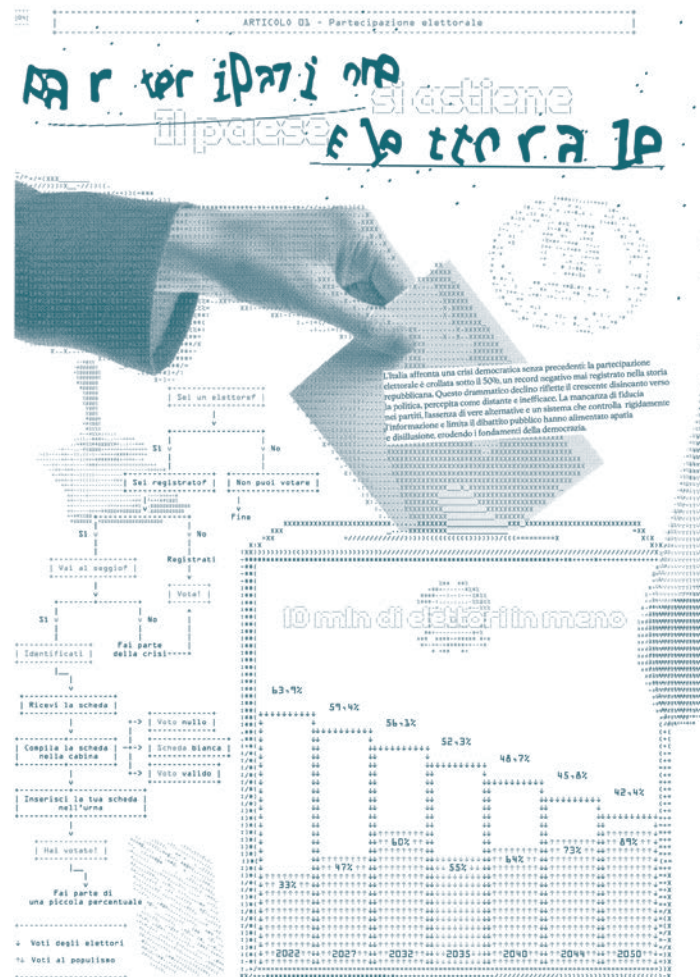 ARTICOLO 01 - Partecipazione elettorale
Partecipazione
si astiene
Il paese
Elettorale
L'Italia affronta una crisi democratica senza precedenti: la partecipazione
elettorale è crollata sotto il 50%, un record negativo mai registrato nella storia
repubblicana. Questo drammatico declino riflette il crescente disincanto verso
la politica, percepita come distante e inefficace. La mancanza di fiducia
nei partiti, l'assenza di vere alternative e un sistema che controlla rigidamente
l'informazione e limita il dibattito pubblico hanno alimentato apatia
e disillusione, erodendo i fondamenti della democrazia.
Sei un elettore?
Sì
No
Sei registrato?
Non puoi votare
Fine
Sì
No
Registrati
Vai al seggio?
Vote!
Sì
No
Identificati
Fai parte
della crisi
Ricevi la scheda
Compila la scheda
nella cabina
Voto nullo
Scheda bianca
Voto valido
Inserisci la tua scheda
nell'urna
Hai votato!
Fai parte di
una piccola percentuale
Voti degli elettori
Voti al populismo
10 mln di elettori in meno
63.9%
59.4%
56.1%
52.3%
48.7%
45.8%
42.4%
33%
47%
60%
55%
64%
73%
89%
2022
2027
2032
2035
2040
2044
2050